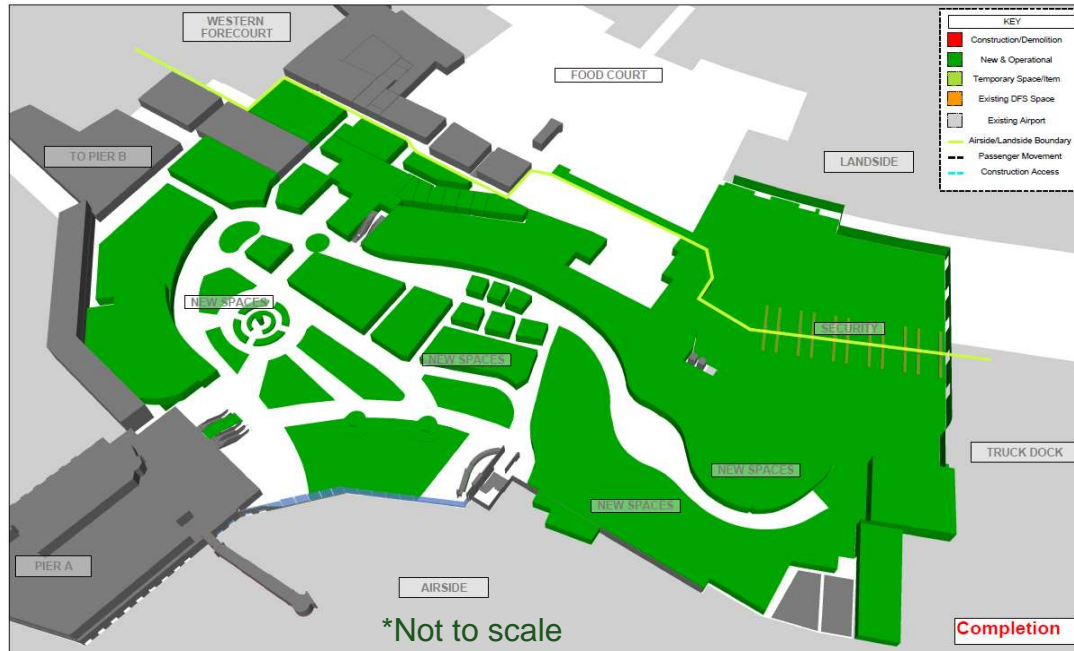 WESTERN
FORECOURT
KEY
Construction/Demolition
New & Operational
Temporary Space/Item
Existing DFS Space
Existing Airport
Airside/Landside Boundary
Passenger Movement
Construction Access
FOOD COURT
TO PIER B
LANDSIDE
NEW SPACES
SECURITY
NEW SPACES
NEW SPACES
TRUCK DOCK
NEW SPACES
PIER A
AIRSIDE
*Not to scale
Completion